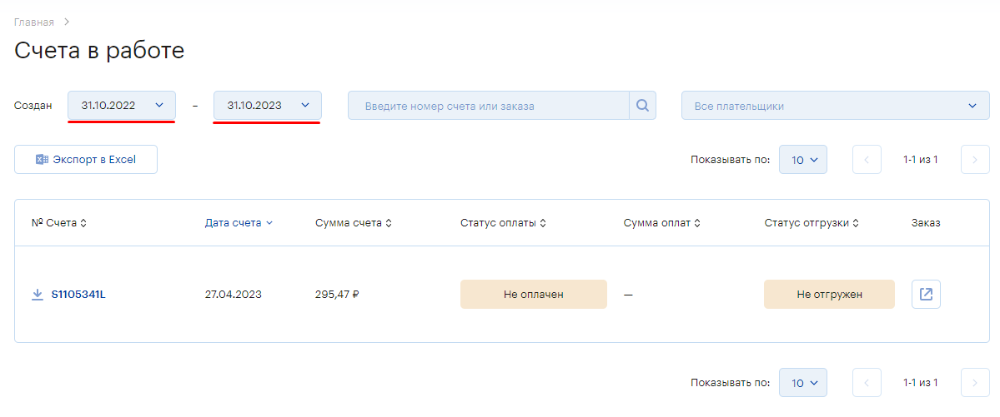 Главная
Счета в работе
Создан 31.10.2022 – 31.10.2023 Введите номер счета или заказа Все плательщики
Экспорт в Excel Показывать по: 10 1-1 из 1
№ Счета Дата счета Сумма счета Статус оплаты Сумма оплат Статус отгрузки Заказ
S1105341L 27.04.2023 295,47 ₽ Не оплачен — Не отгружен
Показывать по: 10 1-1 из 1